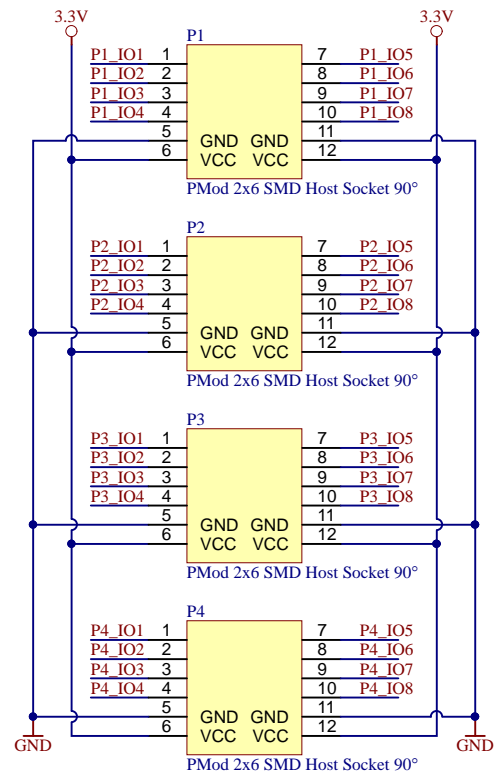 3.3V 3.3V
P1
P1_IO1 1 7 P1_IO5
P1_IO2 2 8 P1_IO6
P1_IO3 3 9 P1_IO7
P1_IO4 4 10 P1_IO8
5 GND GND 11
6 VCC VCC 12
PMod 2x6 SMD Host Socket 90°
P2
P2_IO1 1 7 P2_IO5
P2_IO2 2 8 P2_IO6
P2_IO3 3 9 P2_IO7
P2_IO4 4 10 P2_IO8
5 GND GND 11
6 VCC VCC 12
PMod 2x6 SMD Host Socket 90°
P3
P3_IO1 1 7 P3_IO5
P3_IO2 2 8 P3_IO6
P3_IO3 3 9 P3_IO7
P3_IO4 4 10 P3_IO8
5 GND GND 11
6 VCC VCC 12
PMod 2x6 SMD Host Socket 90°
P4
P4_IO1 1 7 P4_IO5
P4_IO2 2 8 P4_IO6
P4_IO3 3 9 P4_IO7
P4_IO4 4 10 P4_IO8
5 GND GND 11
6 VCC VCC 12
GND GND
PMod 2x6 SMD Host Socket 90°